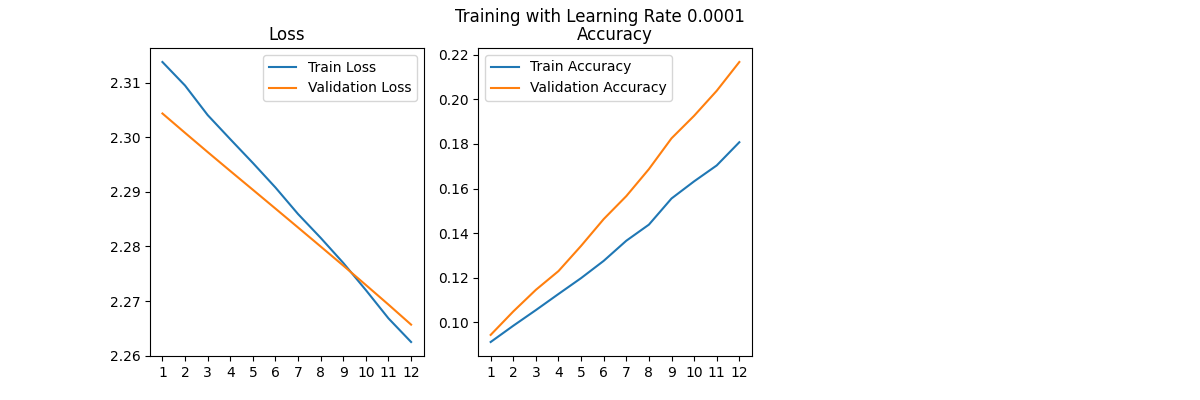 Training with Learning Rate 0.0001
Loss
Train Loss
Validation Loss
2.31
2.30
2.29
2.28
2.27
2.26
1 2 3 4 5 6 7 8 9 10 11 12
Accuracy
Train Accuracy
Validation Accuracy
0.22
0.20
0.18
0.16
0.14
0.12
0.10
1 2 3 4 5 6 7 8 9 10 11 12